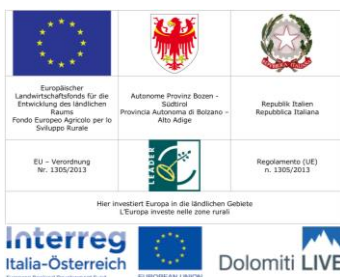 Europäischer
Landwirtschaftsfonds für die
Entwicklung des ländlichen
Raums
Fondo Europeo Agricolo per lo
Sviluppo Rurale
Autonome Provinz Bozen -
Südtirol
Provincia Autonoma di Bolzano –
Alto Adige
Republik Italien
Repubblica Italiana
EU – Verordnung
Nr. 1305/2013
LEADER
Regolamento (UE)
n. 1305/2013
Hier investiert Europa in die ländlichen Gebiete
L'Europa investe nelle zone rurali
Interreg
Italia-Österreich
EUROPEAN UNION
Dolomiti LIVE